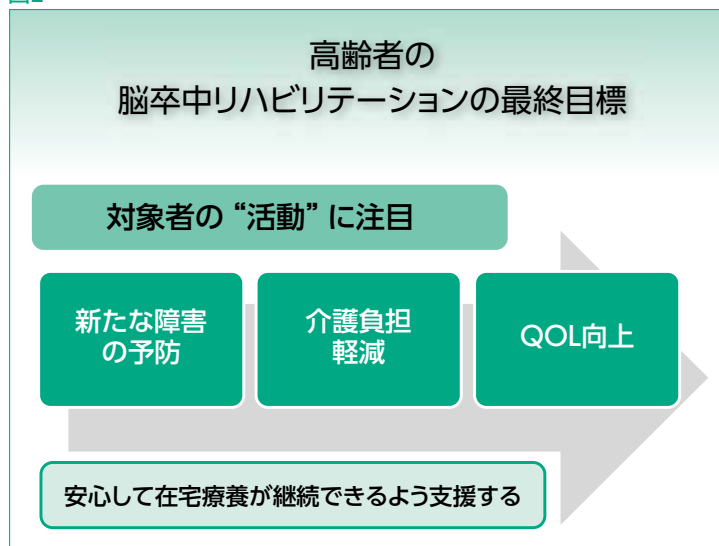 高齢者の
脳卒中リハビリテーションの最終目標
対象者の“活動”に注目
新たな障害
の予防
介護負担
軽減
QOL向上
安心して在宅療養が継続できるよう支援する